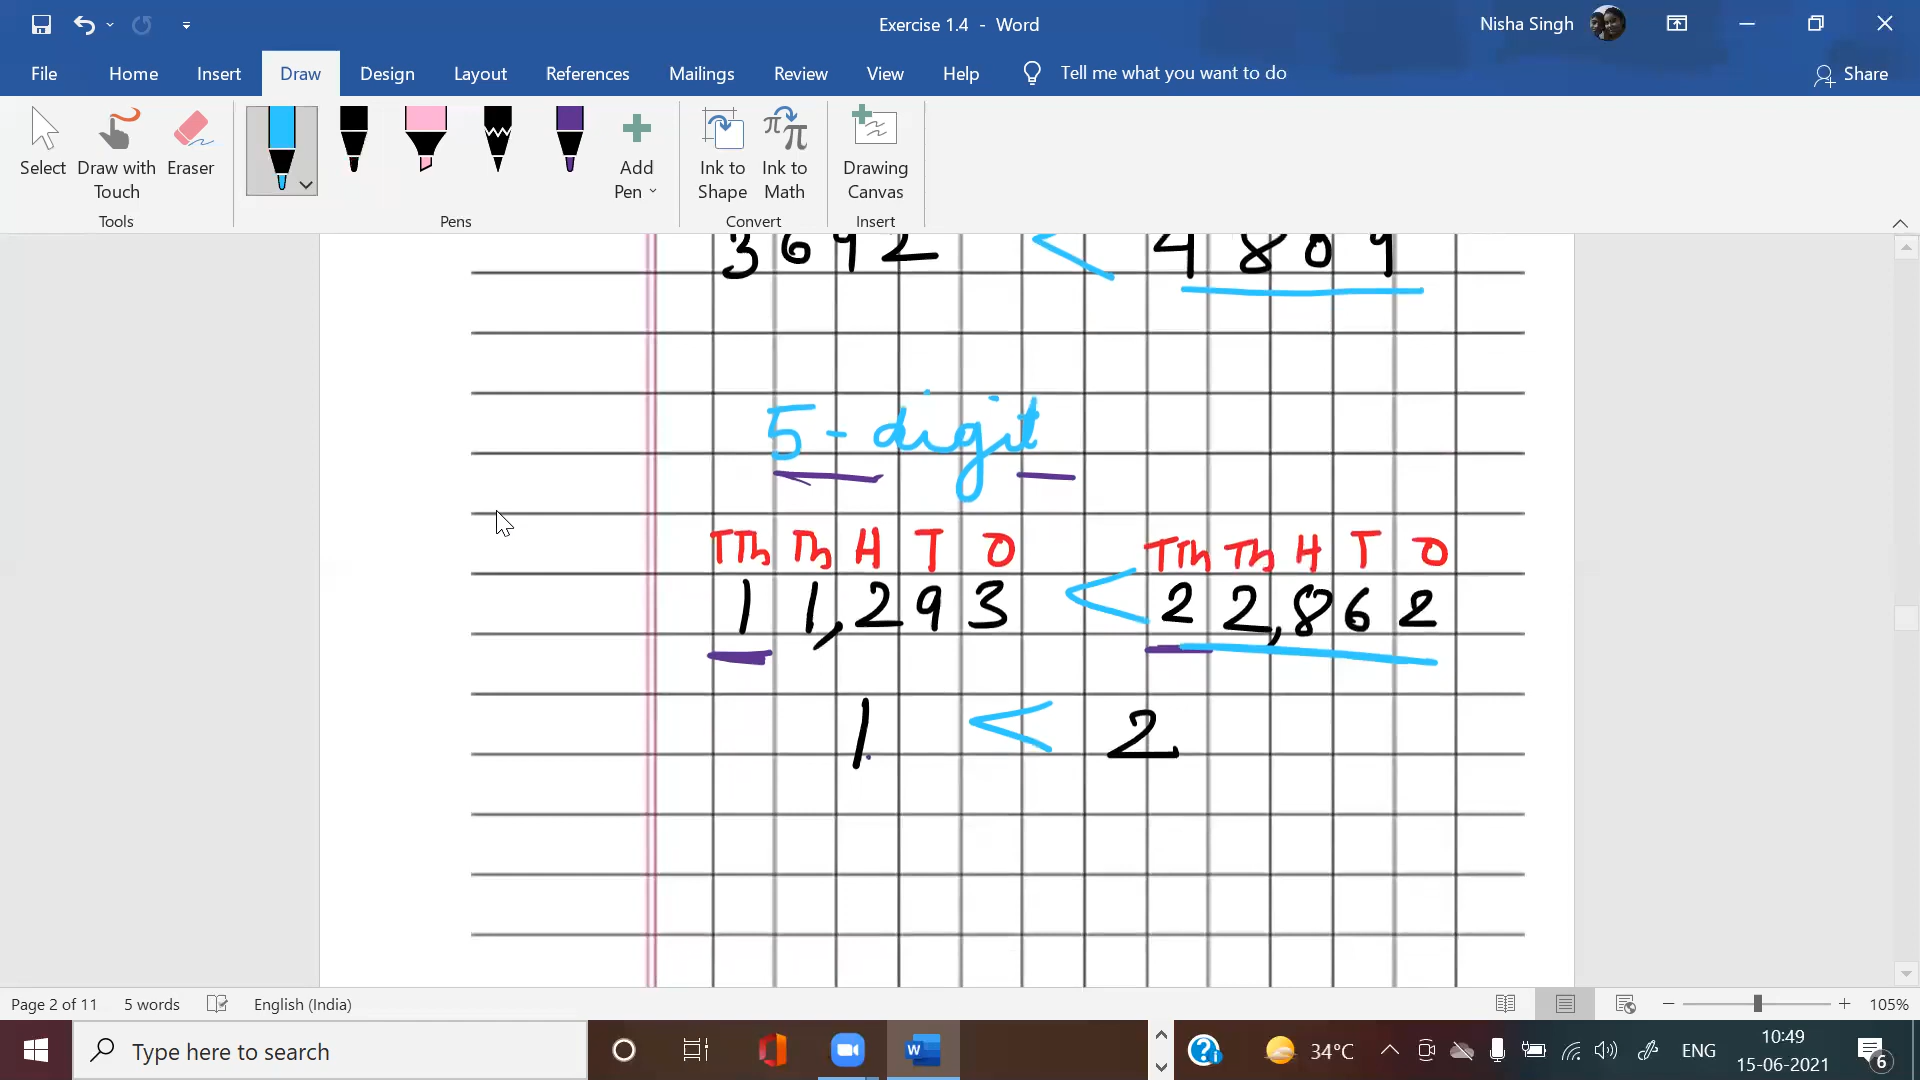 Exercise 1.4 - Word
Nisha Singh
File Home Insert Draw Design Layout References Mailings Review View Help Tell me what you want to do Share
Select Draw with Touch Eraser Add Pen Ink to Shape Ink to Math Drawing Canvas
Tools Pens Convert Insert
3692 < 4809
5 - digit
TTh Th H T O TTh Th H T O
11,293 < 22,862
1 < 2
Page 2 of 11 5 words English (India) 105%
Type here to search
34°C ENG 10:49
15-06-2021 6